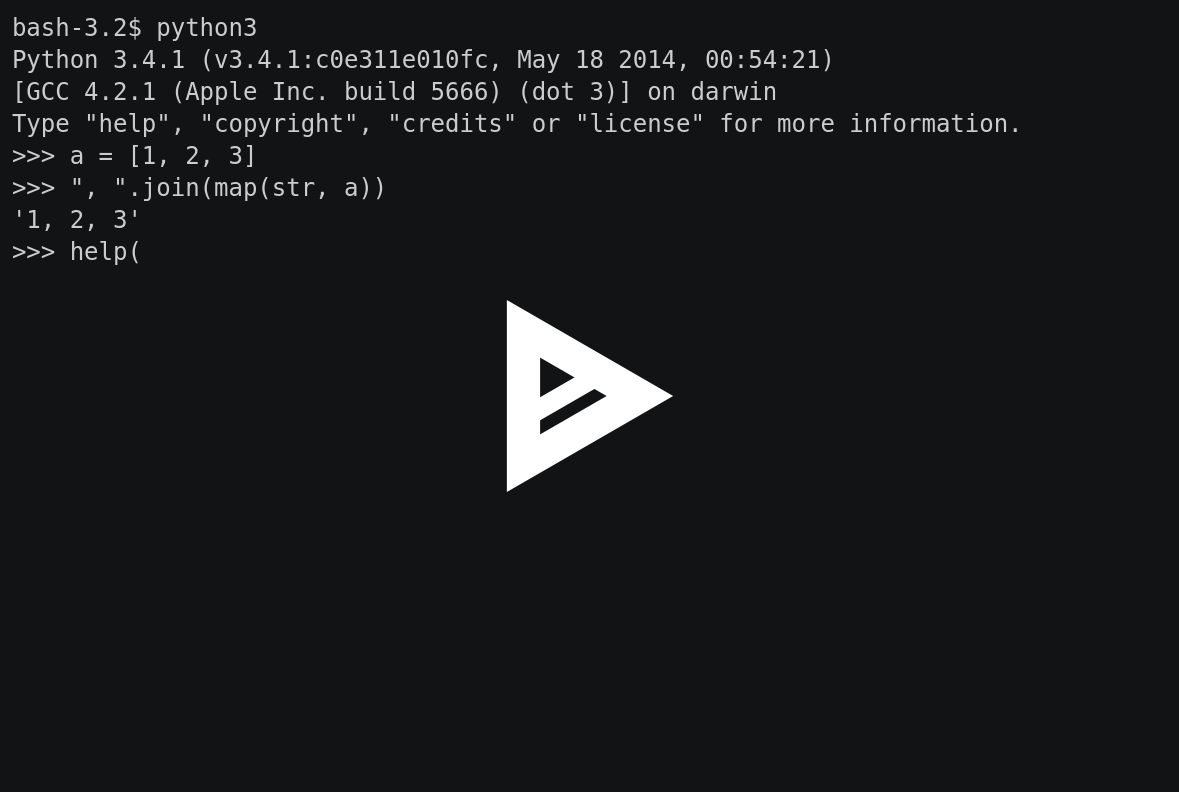 bash-3.2$ python3
Python 3.4.1 (v3.4.1:c0e311e010fc, May 18 2014, 00:54:21)
[GCC 4.2.1 (Apple Inc. build 5666) (dot 3)] on darwin
Type "help", "copyright", "credits" or "license" for more information.
>>> a = [1, 2, 3]
>>> ", ".join(map(str, a))
'1, 2, 3'
>>> help(